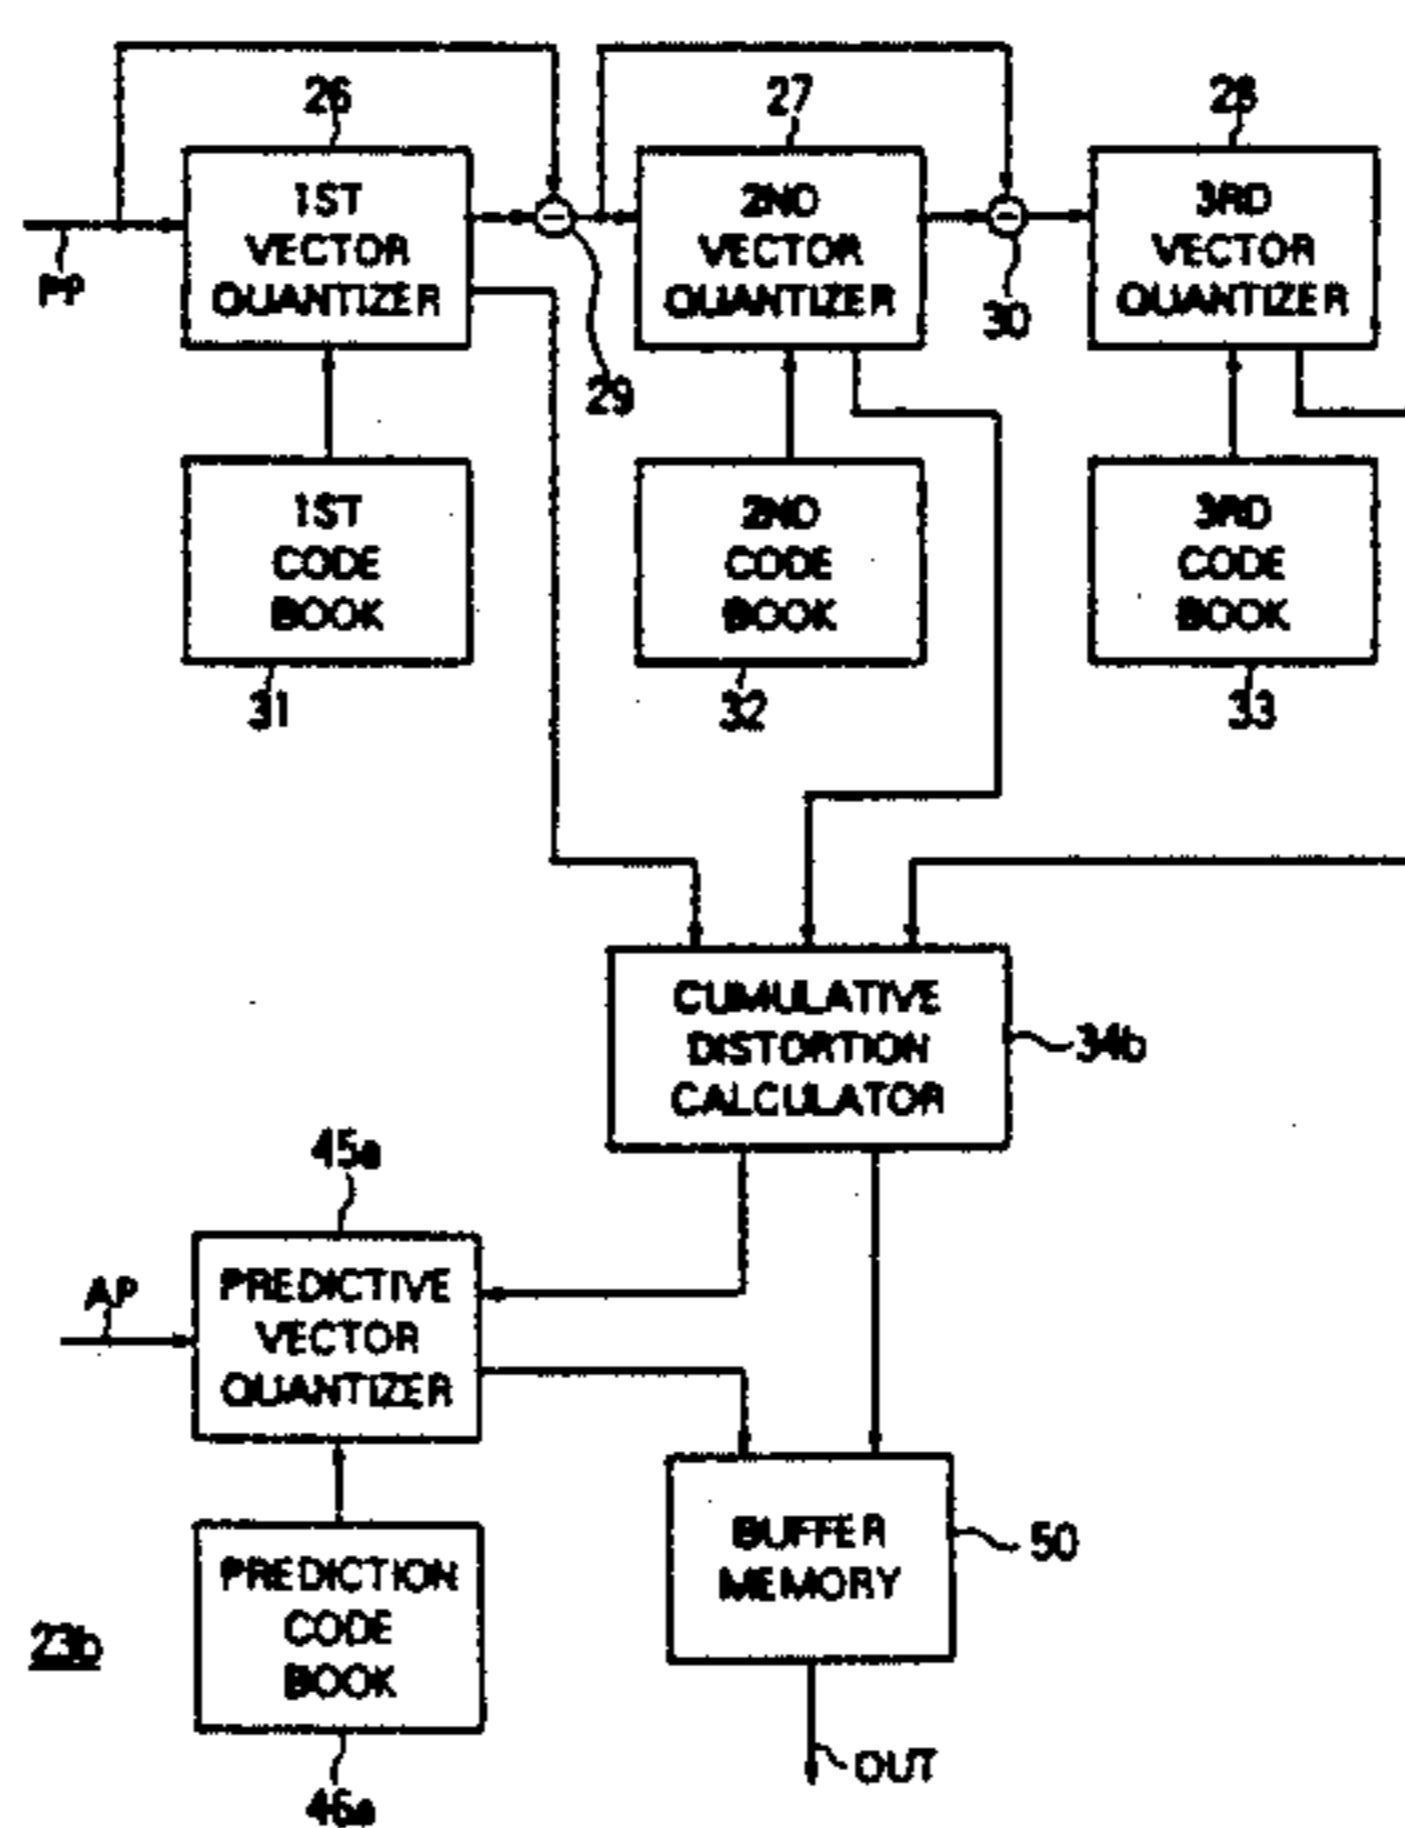 26
27
28
1ST
VECTOR
QUANTIZER
2ND
VECTOR
QUANTIZER
3RD
VECTOR
QUANTIZER
PP
29
30
1ST
CODE
BOOK
2ND
CODE
BOOK
3RD
CODE
BOOK
31
32
33
CUMULATIVE
DISTORTION
CALCULATOR
34b
45a
AP
PREDICTIVE
VECTOR
QUANTIZER
BUFFER
MEMORY
50
PREDICTION
CODE
BOOK
23b
46a
OUT